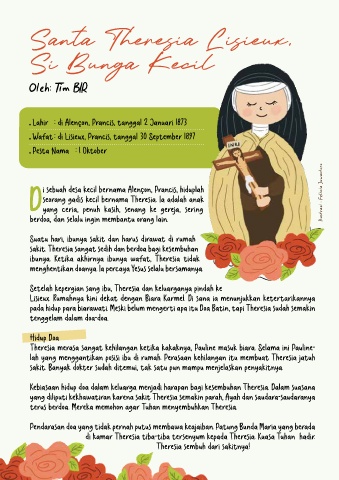 Santa Theresia Lisieux,
Si Bunga Kecil
Oleh: Tim BIR
• Lahir : di Alençon, Prancis, tanggal 2 Januari 1873
• Wafat : di Lisieux, Prancis, tanggal 30 September 1897
• Pesta Nama : 1 Oktober
INRI
Di sebuah desa kecil bernama Alençon, Prancis, hiduplah
seorang gadis kecil bernama Theresia. Ia adalah anak
yang ceria, penuh kasih, senang ke gereja, sering
berdoa, dan selalu ingin membantu orang lain.
Suatu hari, ibunya sakit dan harus dirawat di rumah
sakit. Theresia sangat sedih dan berdoa bagi kesembuhan
ibunya. Ketika akhirnya ibunya wafat, Theresia tidak
menghentikan doanya. Ia percaya Yesus selalu bersamanya.
Setelah kepergian sang ibu, Theresia dan keluarganya pindah ke
Lisieux. Rumahnya kini dekat dengan Biara Karmel. Di sana ia menunjukkan ketertarikannya
pada hidup para biarawati. Meski belum mengerti apa itu Doa Batin, tapi Theresia sudah semakin
tenggelam dalam doa-doa.
Hidup Doa
Theresia merasa sangat kehilangan ketika kakaknya, Pauline masuk biara. Selama ini Pauline-
lah yang menggantikan posisi ibu di rumah. Perasaan kehilangan itu membuat Theresia jatuh
sakit. Banyak dokter sudah ditemui, tak satu pun mampu menjelaskan penyakitnya.
Kebiasaan hidup doa dalam keluarga menjadi harapan bagi kesembuhan Theresia. Dalam suasana
yang diliputi kekhawatiran karena sakit Theresia semakin parah, Ayah dan saudara-saudaranya
terus berdoa. Mereka memohon agar Tuhan menyembuhkan Theresia.
Pendarasan doa yang tidak pernah putus membawa keajaiban. Patung Bunda Maria yang berada
di kamar Theresia tiba-tiba tersenyum kepada Theresia. Kuasa Tuhan hadir.
Theresia sembuh dari sakitnya!